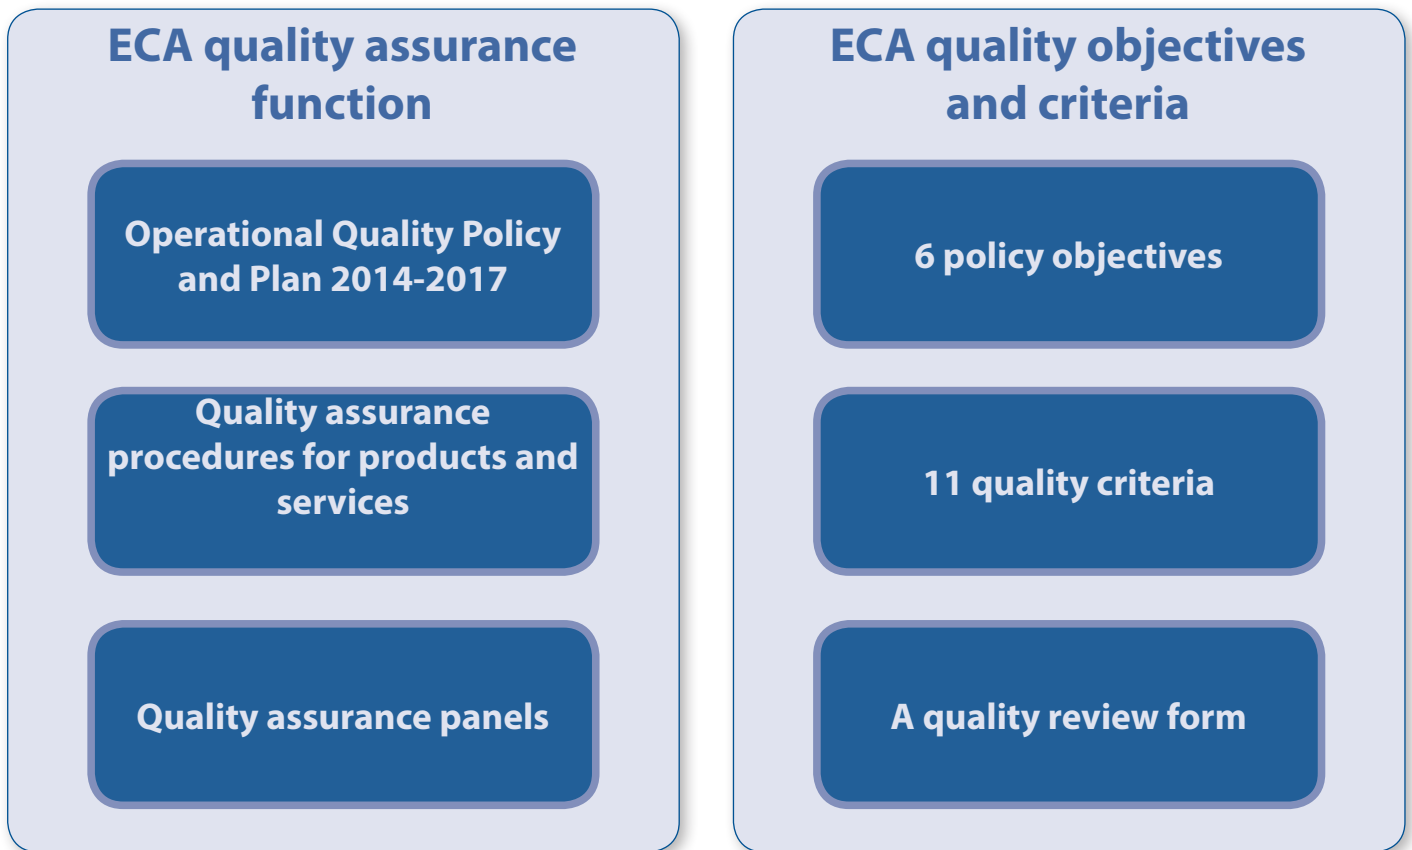 ECA quality assurance
function
Operational Quality Policy
and Plan 2014-2017
Quality assurance
procedures for products and
services
Quality assurance panels
ECA quality objectives
and criteria
6 policy objectives
11 quality criteria
A quality review form